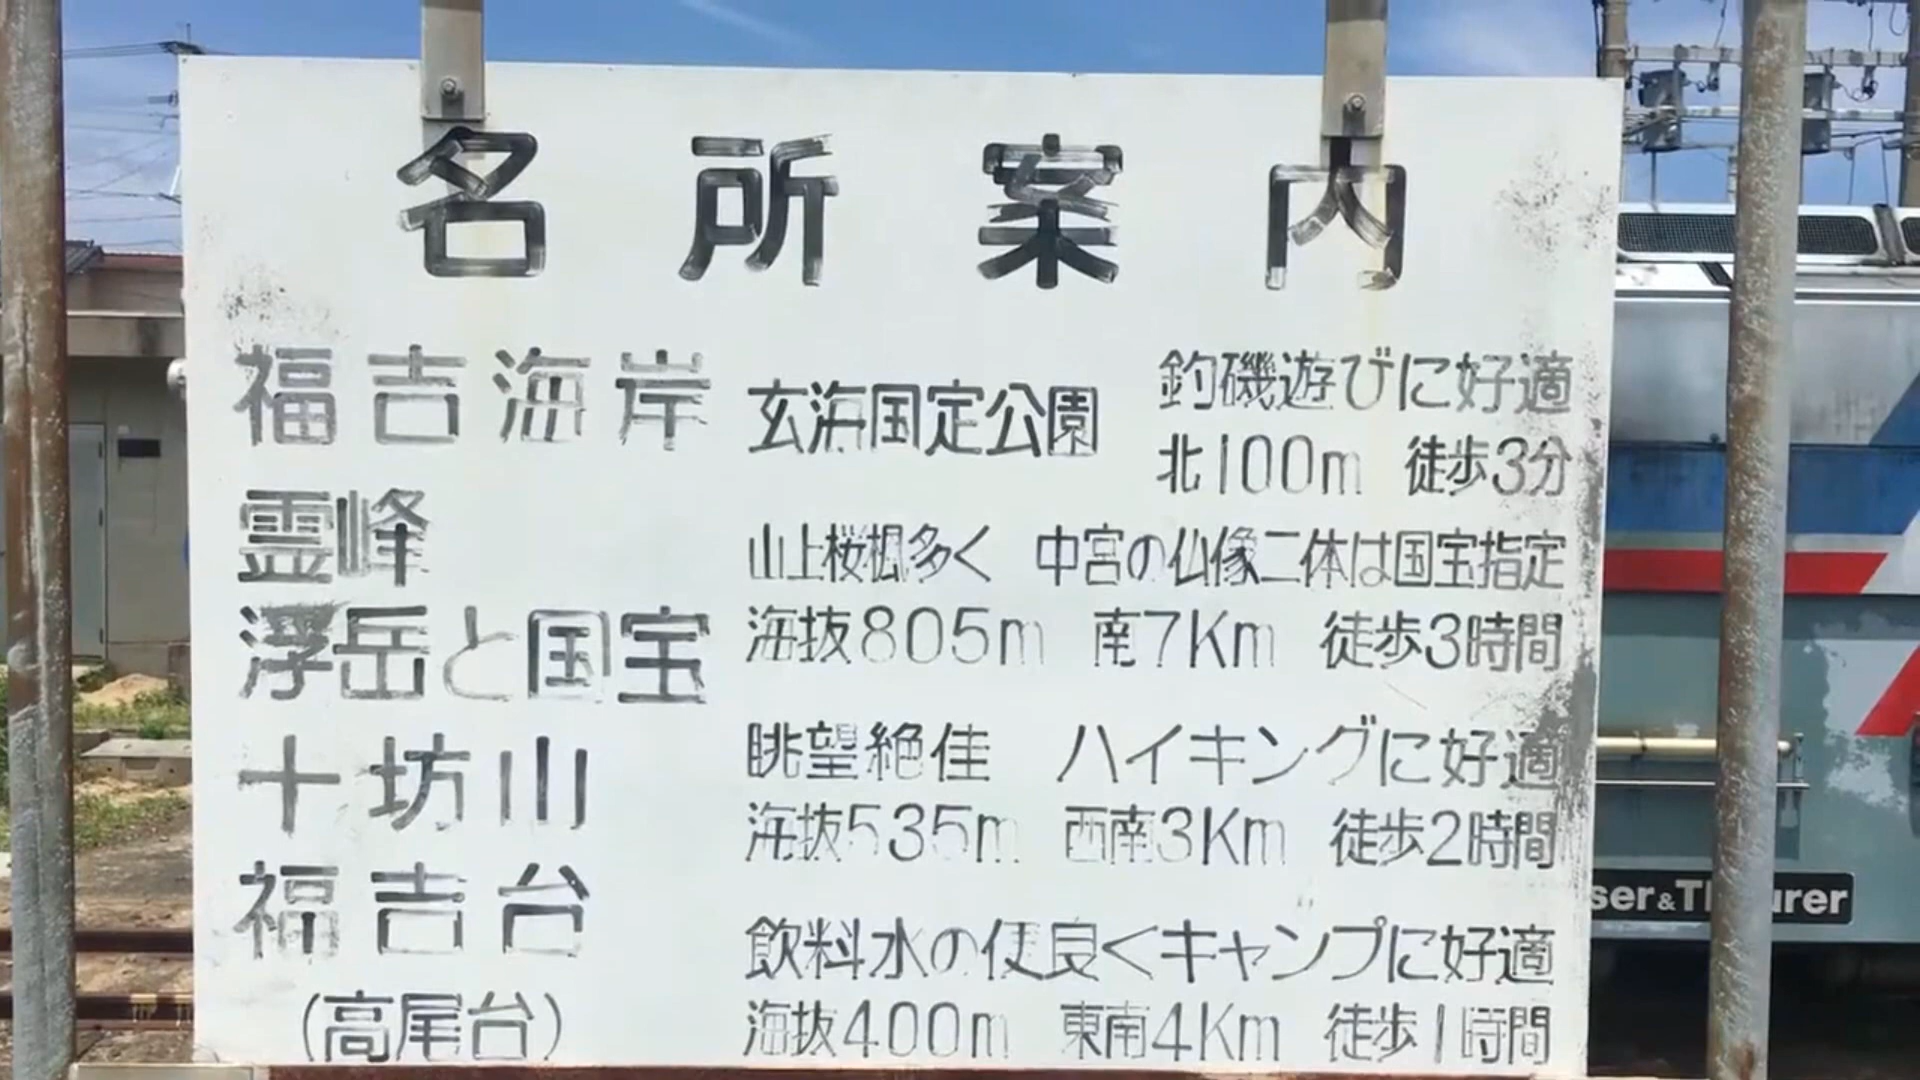 名所案内
福吉海岸 玄海国定公園 釣磯遊びに好適
北100m 徒歩3分
霊峰
浮岳と国宝
山上桜楓多く 中宮の仏像二体は国宝指定
海抜805m 南7Km 徒歩3時間
十坊山
眺望絶佳 ハイキングに好適
海抜535m 西南3Km 徒歩2時間
福吉台
(高尾台)
飲料水の便良くキャンプに好適
海抜400m 東南4Km 徒歩1時間